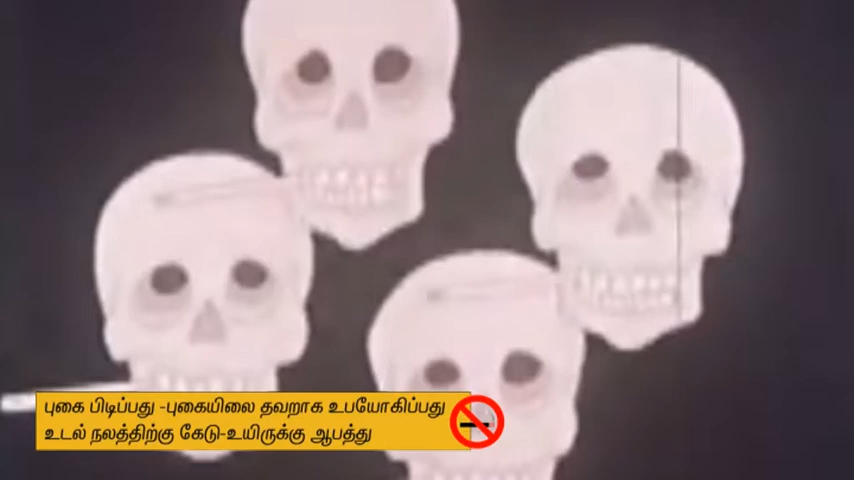 புகை பிடிப்பது -புகையிலை தவறாக உபயோகிப்பது
உடல் நலத்திற்கு கேடு-உயிருக்கு ஆபத்து